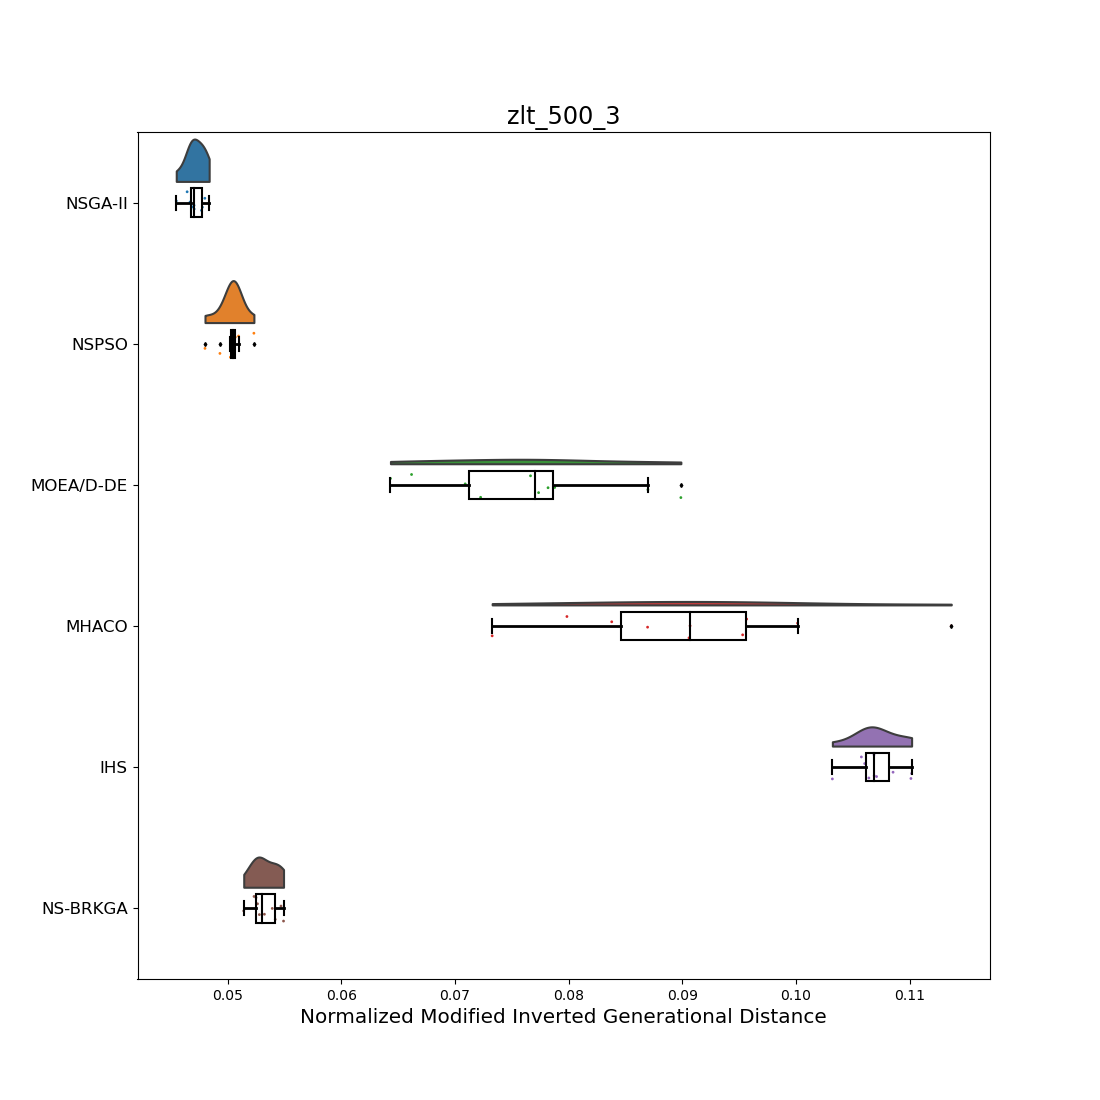 zlt_500_3
NSGA-II
NSPSO
MOEA/D-DE
MHACO
IHS
NS-BRKGA
0.05 0.06 0.07 0.08 0.09 0.10 0.11
Normalized Modified Inverted Generational Distance